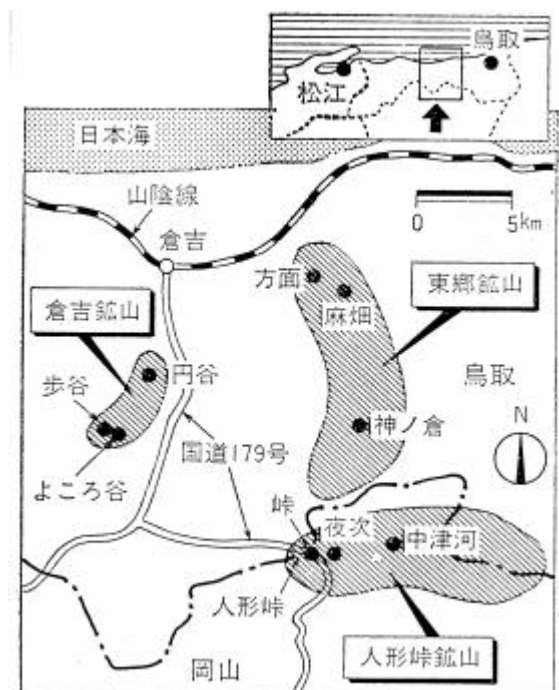 鳥取
松江
日本海
山陰線
0 5km
倉吉
方面
麻畑
東郷鉱山
倉吉鉱山
円谷
鳥取
歩谷
神ノ倉
N
よころ谷
国道179号
峠
夜次
中津河
人形峠
岡山
人形峠鉱山